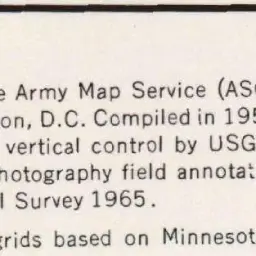 e Army Map Service (AS
on, D.C. Compiled in 195
vertical control by USG
hotography field annotat
l Survey 1965.
grids based on Minnesot